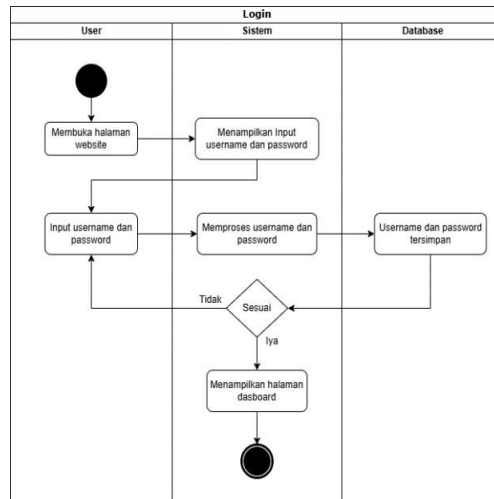 Login
User
Sistem
Database
Membuka halaman
website
Menampilkan Input
username dan password
Input username dan
password
Memproses username dan
password
Username dan password
tersimpan
Tidak
Sesuai
Iya
Menampilkan halaman
dasboard